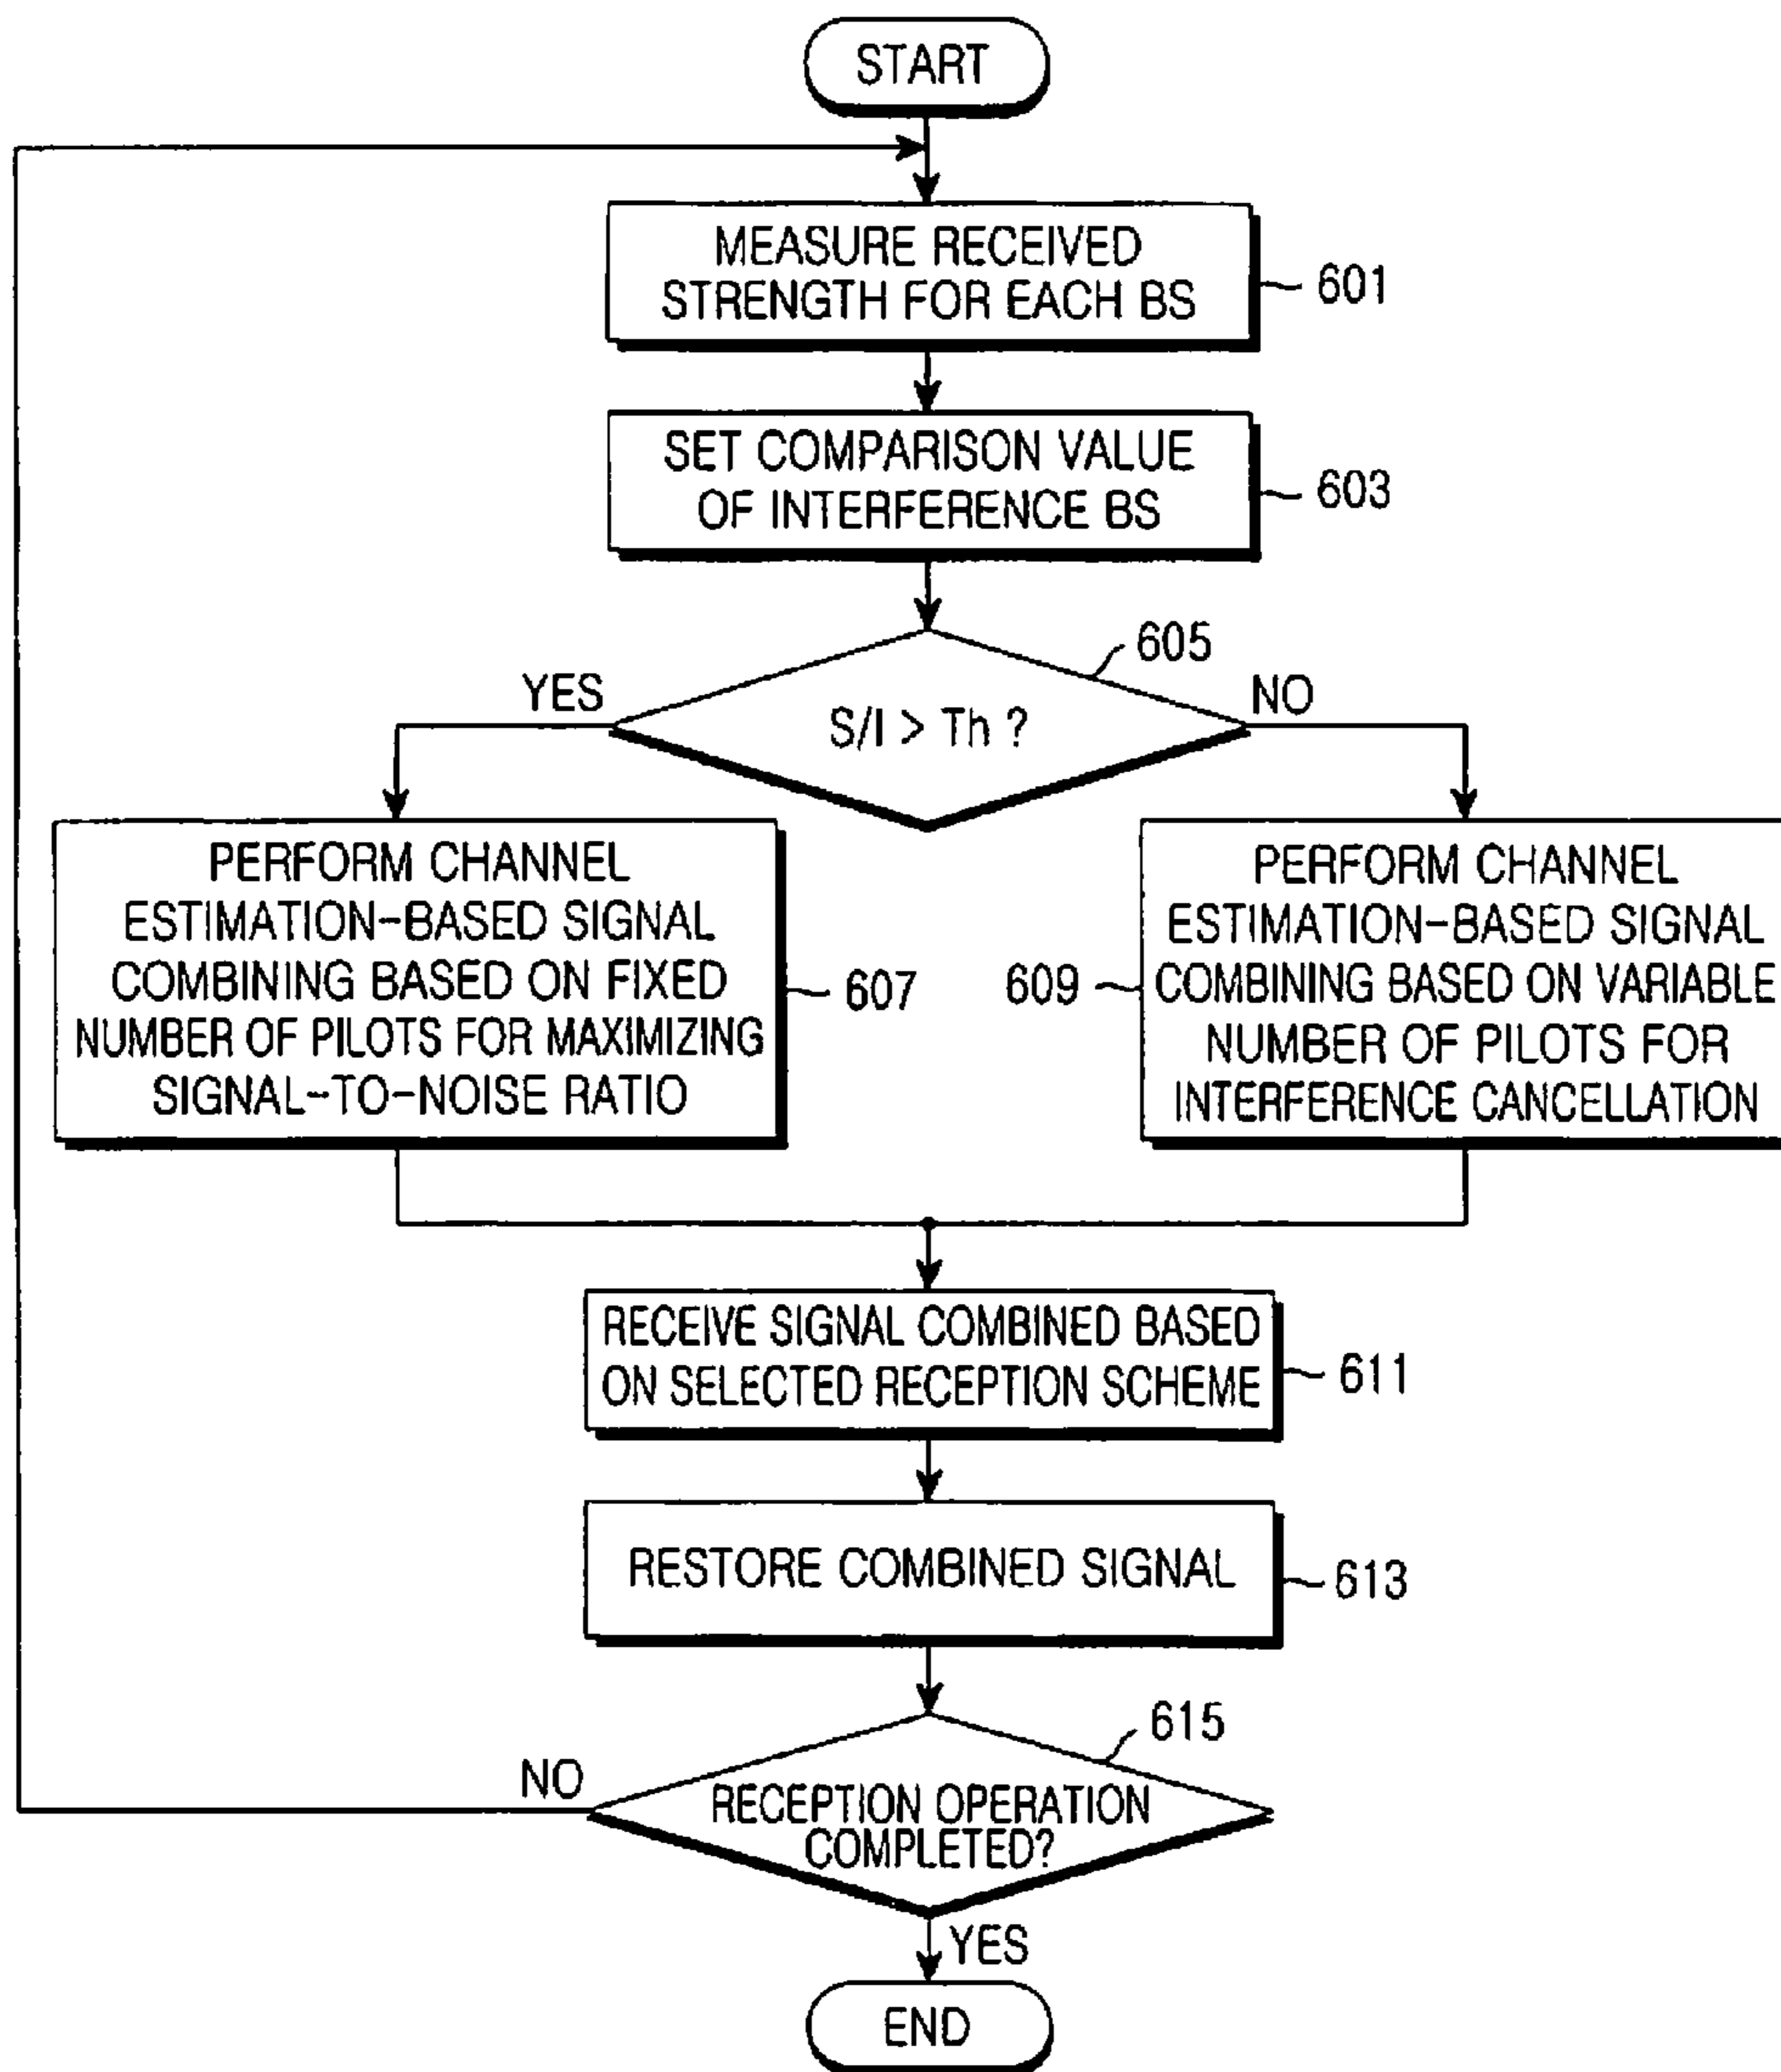 START
MEASURE RECEIVED
STRENGTH FOR EACH BS
601
SET COMPARISON VALUE
OF INTERFERENCE BS
603
605
YES
S/I > Th ?
NO
PERFORM CHANNEL
ESTIMATION-BASED SIGNAL
COMBINING BASED ON FIXED
NUMBER OF PILOTS FOR MAXIMIZING
SIGNAL-TO-NOISE RATIO
607
609
PERFORM CHANNEL
ESTIMATION-BASED SIGNAL
COMBINING BASED ON VARIABLE
NUMBER OF PILOTS FOR
INTERFERENCE CANCELLATION
RECEIVE SIGNAL COMBINED BASED
ON SELECTED RECEPTION SCHEME
611
RESTORE COMBINED SIGNAL
613
615
NO
RECEPTION OPERATION
COMPLETED?
YES
END